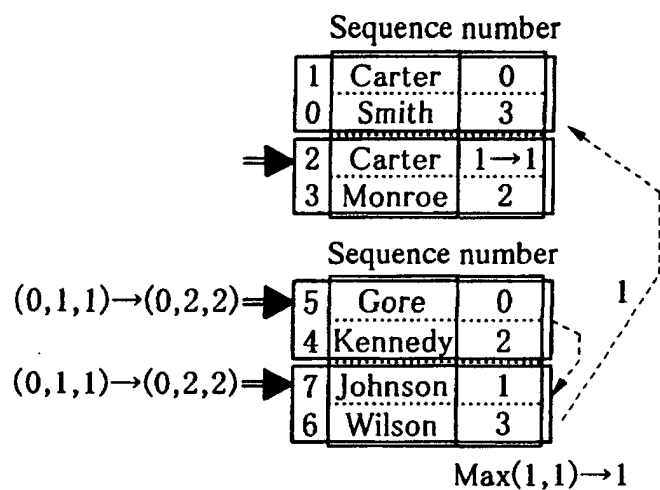 Sequence number
1 Carter 0
0 Smith 3
2 Carter 1→1
3 Monroe 2
Sequence number
(0,1,1)→(0,2,2) 5 Gore 0
4 Kennedy 2
1
(0,1,1)→(0,2,2) 7 Johnson 1
6 Wilson 3
Max(1,1)→1